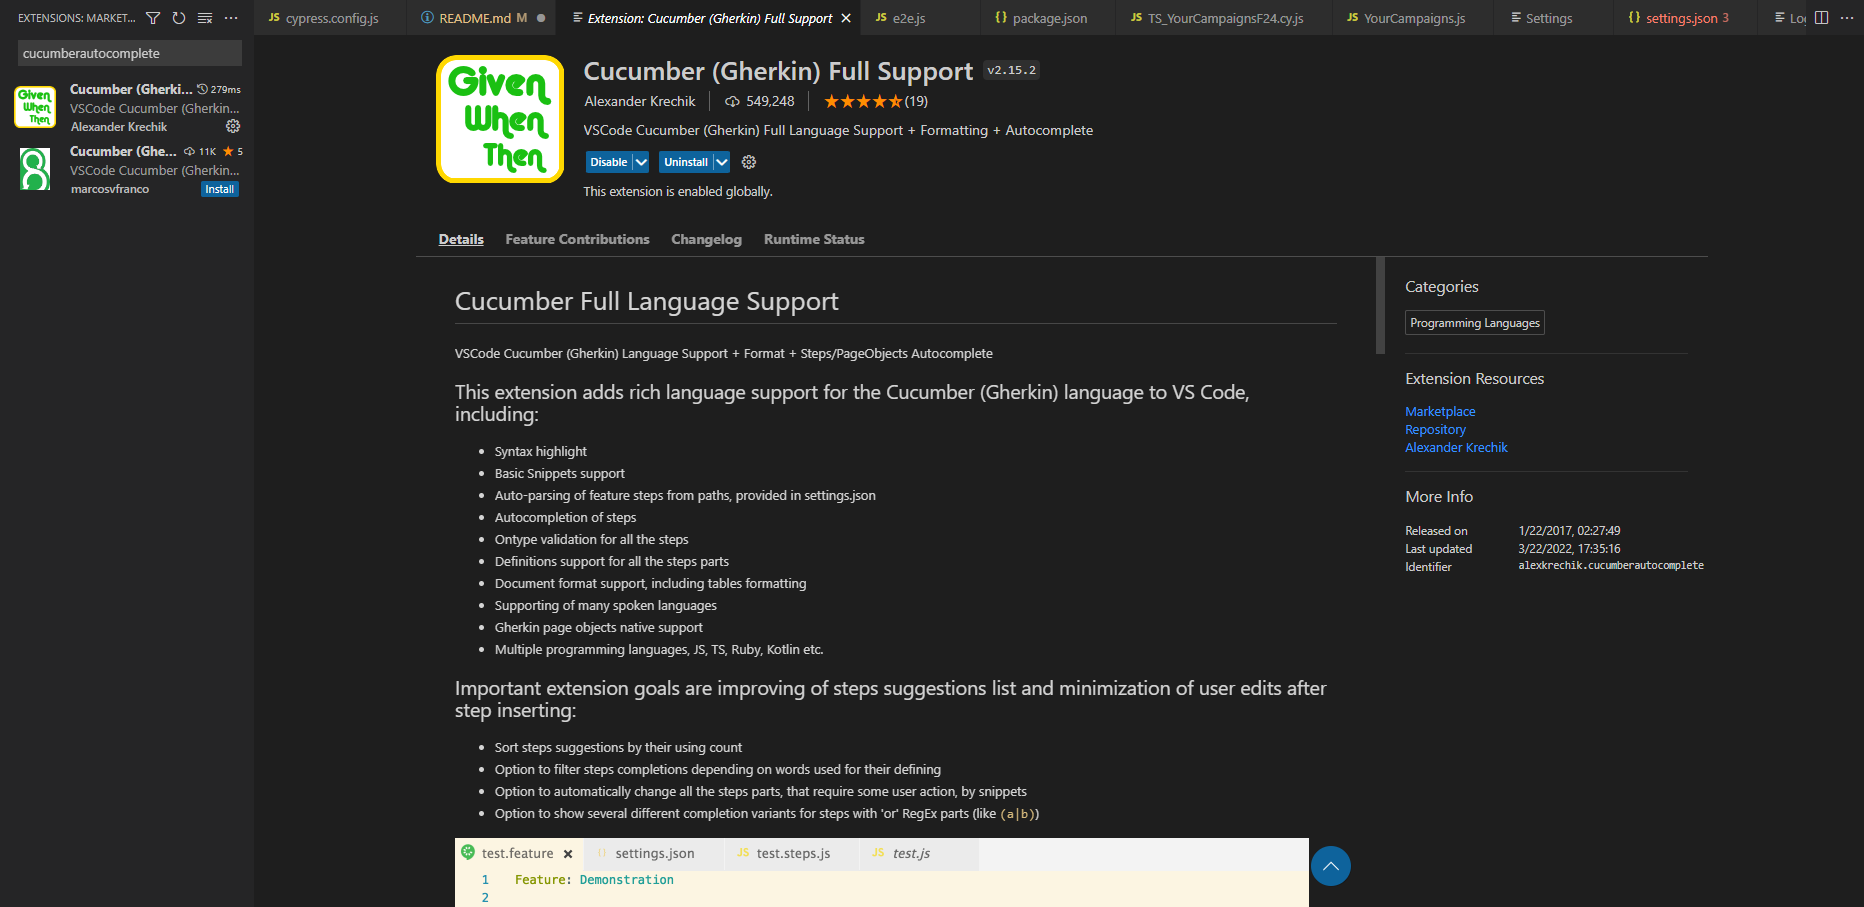 EXTENSIONS: MARKET...
cucumberautocomplete
Cucumber (Gherki... 279ms
VSCode Cucumber (Gherkin...
Alexander Krechik
Cucumber (Ghe... 11K ★ 5
VSCode Cucumber (Gherkin...
marcosvfranco Install
JS cypress.config.js README.md M Extension: Cucumber (Gherkin) Full Support JS e2e.js {} package.json JS TS_YourCampaignsF24.cy.js JS YourCampaigns.js Settings {} settings.json 3
Given
When
Then
Cucumber (Gherkin) Full Support v2.15.2
Alexander Krechik 549,248 (19)
VSCode Cucumber (Gherkin) Full Language Support + Formatting + Autocomplete
Disable Uninstall
This extension is enabled globally.
Details Feature Contributions Changelog Runtime Status
Cucumber Full Language Support
VSCode Cucumber (Gherkin) Language Support + Format + Steps/PageObjects Autocomplete
This extension adds rich language support for the Cucumber (Gherkin) language to VS Code,
including:
• Syntax highlight
• Basic Snippets support
• Auto-parsing of feature steps from paths, provided in settings.json
• Autocompletion of steps
• Ontype validation for all the steps
• Definitions support for all the steps parts
• Document format support, including tables formatting
• Supporting of many spoken languages
• Gherkin page objects native support
• Multiple programming languages, JS, TS, Ruby, Kotlin etc.
Important extension goals are improving of steps suggestions list and minimization of user edits after
step inserting:
• Sort steps suggestions by their using count
• Option to filter steps completions depending on words used for their defining
• Option to automatically change all the steps parts, that require some user action, by snippets
• Option to show several different completion variants for steps with 'or' RegEx parts (like (a|b))
test.feature × {} settings.json JS test.steps.js JS test.js
1 Feature: Demonstration
2
Categories
Programming Languages
Extension Resources
Marketplace
Repository
Alexander Krechik
More Info
Released on 1/22/2017, 02:27:49
Last updated 3/22/2022, 17:35:16
Identifier alexkrechik.cucumberautocomplete